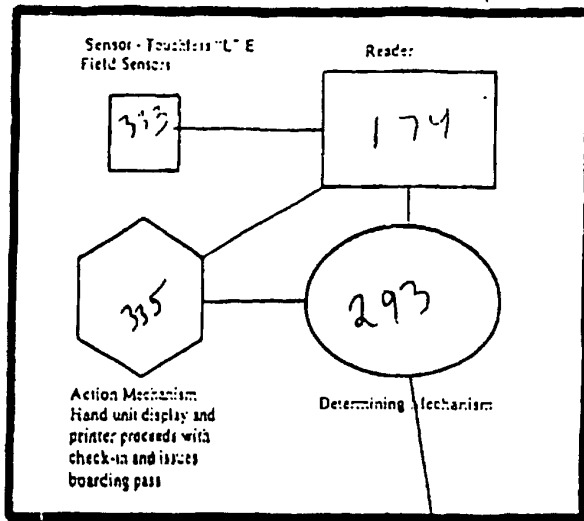 Sensor - Touchless "L" E
Field Sensors
Reader
333
174
335
293
Action Mechanism
Hand unit display and
printer proceeds with
check-in and issues
boarding pass
Determining Mechanism